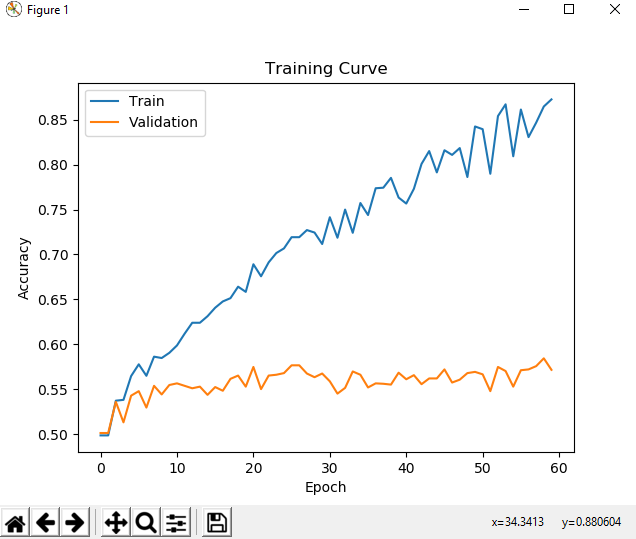 Figure 1
Training Curve
Train
Validation
0.85
0.80
0.75
0.70
0.65
0.60
0.55
0.50
Accuracy
0 10 20 30 40 50 60
Epoch
x=34.3413 y=0.880604